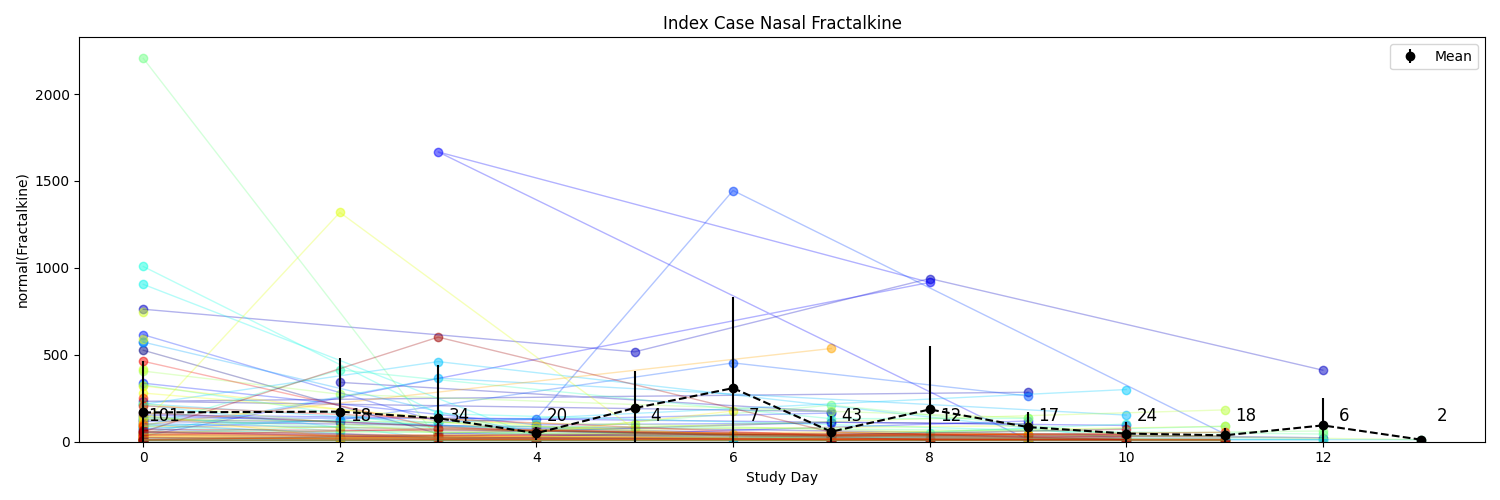 Index Case Nasal Fractalkine
Mean
normal(Fractalkine)
2000
1500
1000
500
0
101 18 34 20 4 7 43 12 17 24 18 6 2
0 2 4 6 8 10 12
Study Day